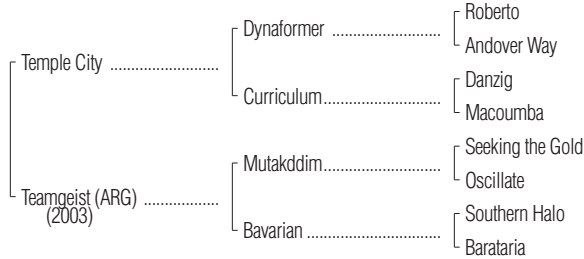 Roberto
Dynaformer
Andover Way
Temple City
Danzig
Curriculum
Macoumba
Seeking the Gold
Mutakddim
Oscillate
Teamgeist (ARG)
(2003)
Southern Halo
Bavarian
Barataria